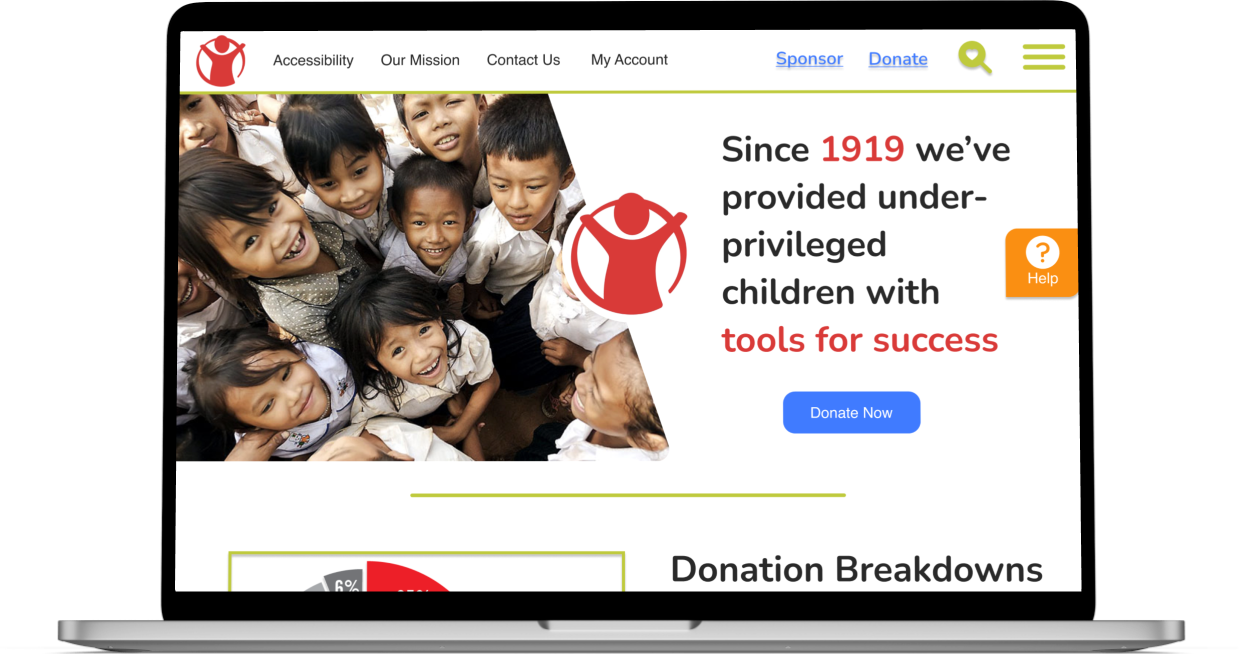 Accessibility
Our Mission
Contact Us
My Account
Sponsor
Donate
Since 1919 we’ve
provided under-
privileged
children with
tools for success
?
Help
Donate Now
6%
Donation Breakdowns